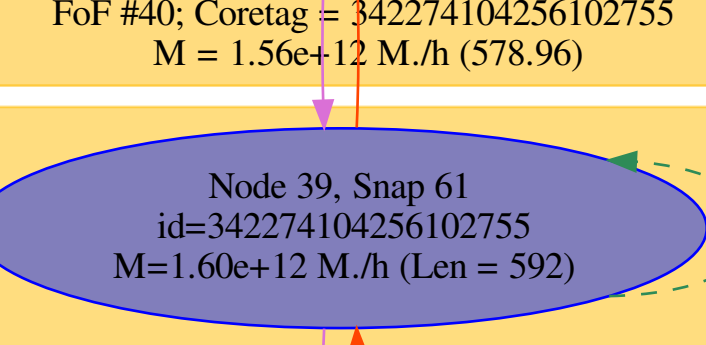 FoF #40; Coretag = 342274104256102755
M = 1.56e+12 M./h (578.96)
Node 39, Snap 61
id=342274104256102755
M=1.60e+12 M./h (Len = 592)